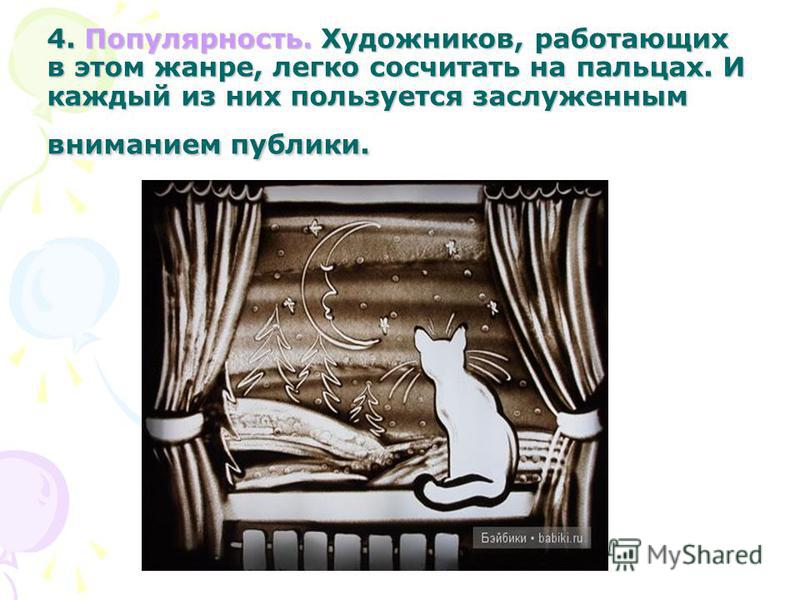 4. Популярность. Художников, работающих
в этом жанре, легко сосчитать на пальцах. И
каждый из них пользуется заслуженным
вниманием публики.
Бэйбики • babiki.ru
MyShared